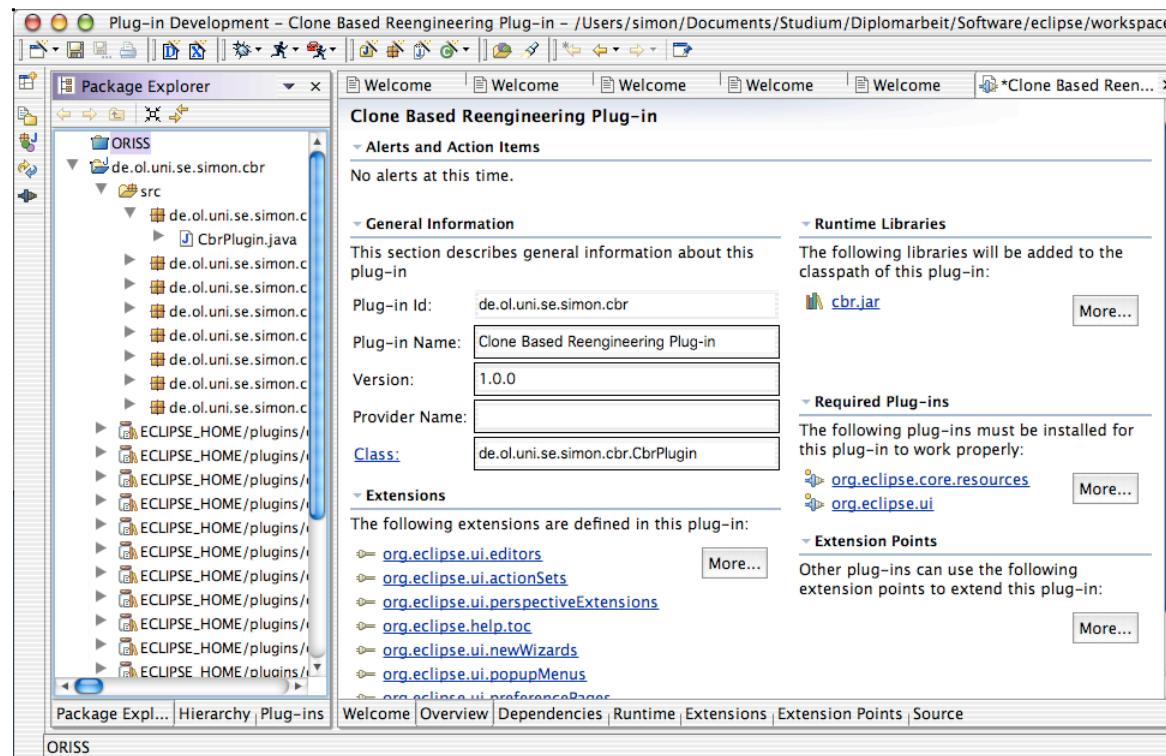 Plug-in Development – Clone Based Reengineering Plug-in – /Users/simon/Documents/Studium/Diplomarbeit/Software/eclipse/workspace
Package Explorer
ORISS
de.ol.uni.se.simon.cbr
src
de.ol.uni.se.simon.c
CbrPlugin.java
de.ol.uni.se.simon.c
de.ol.uni.se.simon.c
de.ol.uni.se.simon.c
de.ol.uni.se.simon.c
de.ol.uni.se.simon.c
de.ol.uni.se.simon.c
de.ol.uni.se.simon.c
ECLIPSE_HOME/plugins/
ECLIPSE_HOME/plugins/
ECLIPSE_HOME/plugins/
ECLIPSE_HOME/plugins/
ECLIPSE_HOME/plugins/
ECLIPSE_HOME/plugins/
ECLIPSE_HOME/plugins/
ECLIPSE_HOME/plugins/
ECLIPSE_HOME/plugins/
ECLIPSE_HOME/plugins/
ECLIPSE_HOME/plugins/
Package Expl... Hierarchy Plug-ins
Welcome Welcome Welcome Welcome Welcome *Clone Based Reen...
Clone Based Reengineering Plug-in
Alerts and Action Items
No alerts at this time.
General Information
This section describes general information about this
plug-in
Plug-in Id: de.ol.uni.se.simon.cbr
Plug-in Name: Clone Based Reengineering Plug-in
Version: 1.0.0
Provider Name:
Class: de.ol.uni.se.simon.cbr.CbrPlugin
Extensions
The following extensions are defined in this plug-in:
org.eclipse.ui.editors
More...
org.eclipse.ui.actionSets
org.eclipse.ui.perspectiveExtensions
org.eclipse.help.toc
org.eclipse.ui.newWizards
org.eclipse.ui.popupMenus
org.eclipse.ui.preferencePages
Runtime Libraries
The following libraries will be added to the
classpath of this plug-in:
cbr.jar
More...
Required Plug-ins
The following plug-ins must be installed for
this plug-in to work properly:
org.eclipse.core.resources
More...
org.eclipse.ui
Extension Points
Other plug-ins can use the following
extension points to extend this plug-in:
More...
Welcome Overview Dependencies Runtime Extensions Extension Points Source
ORISS